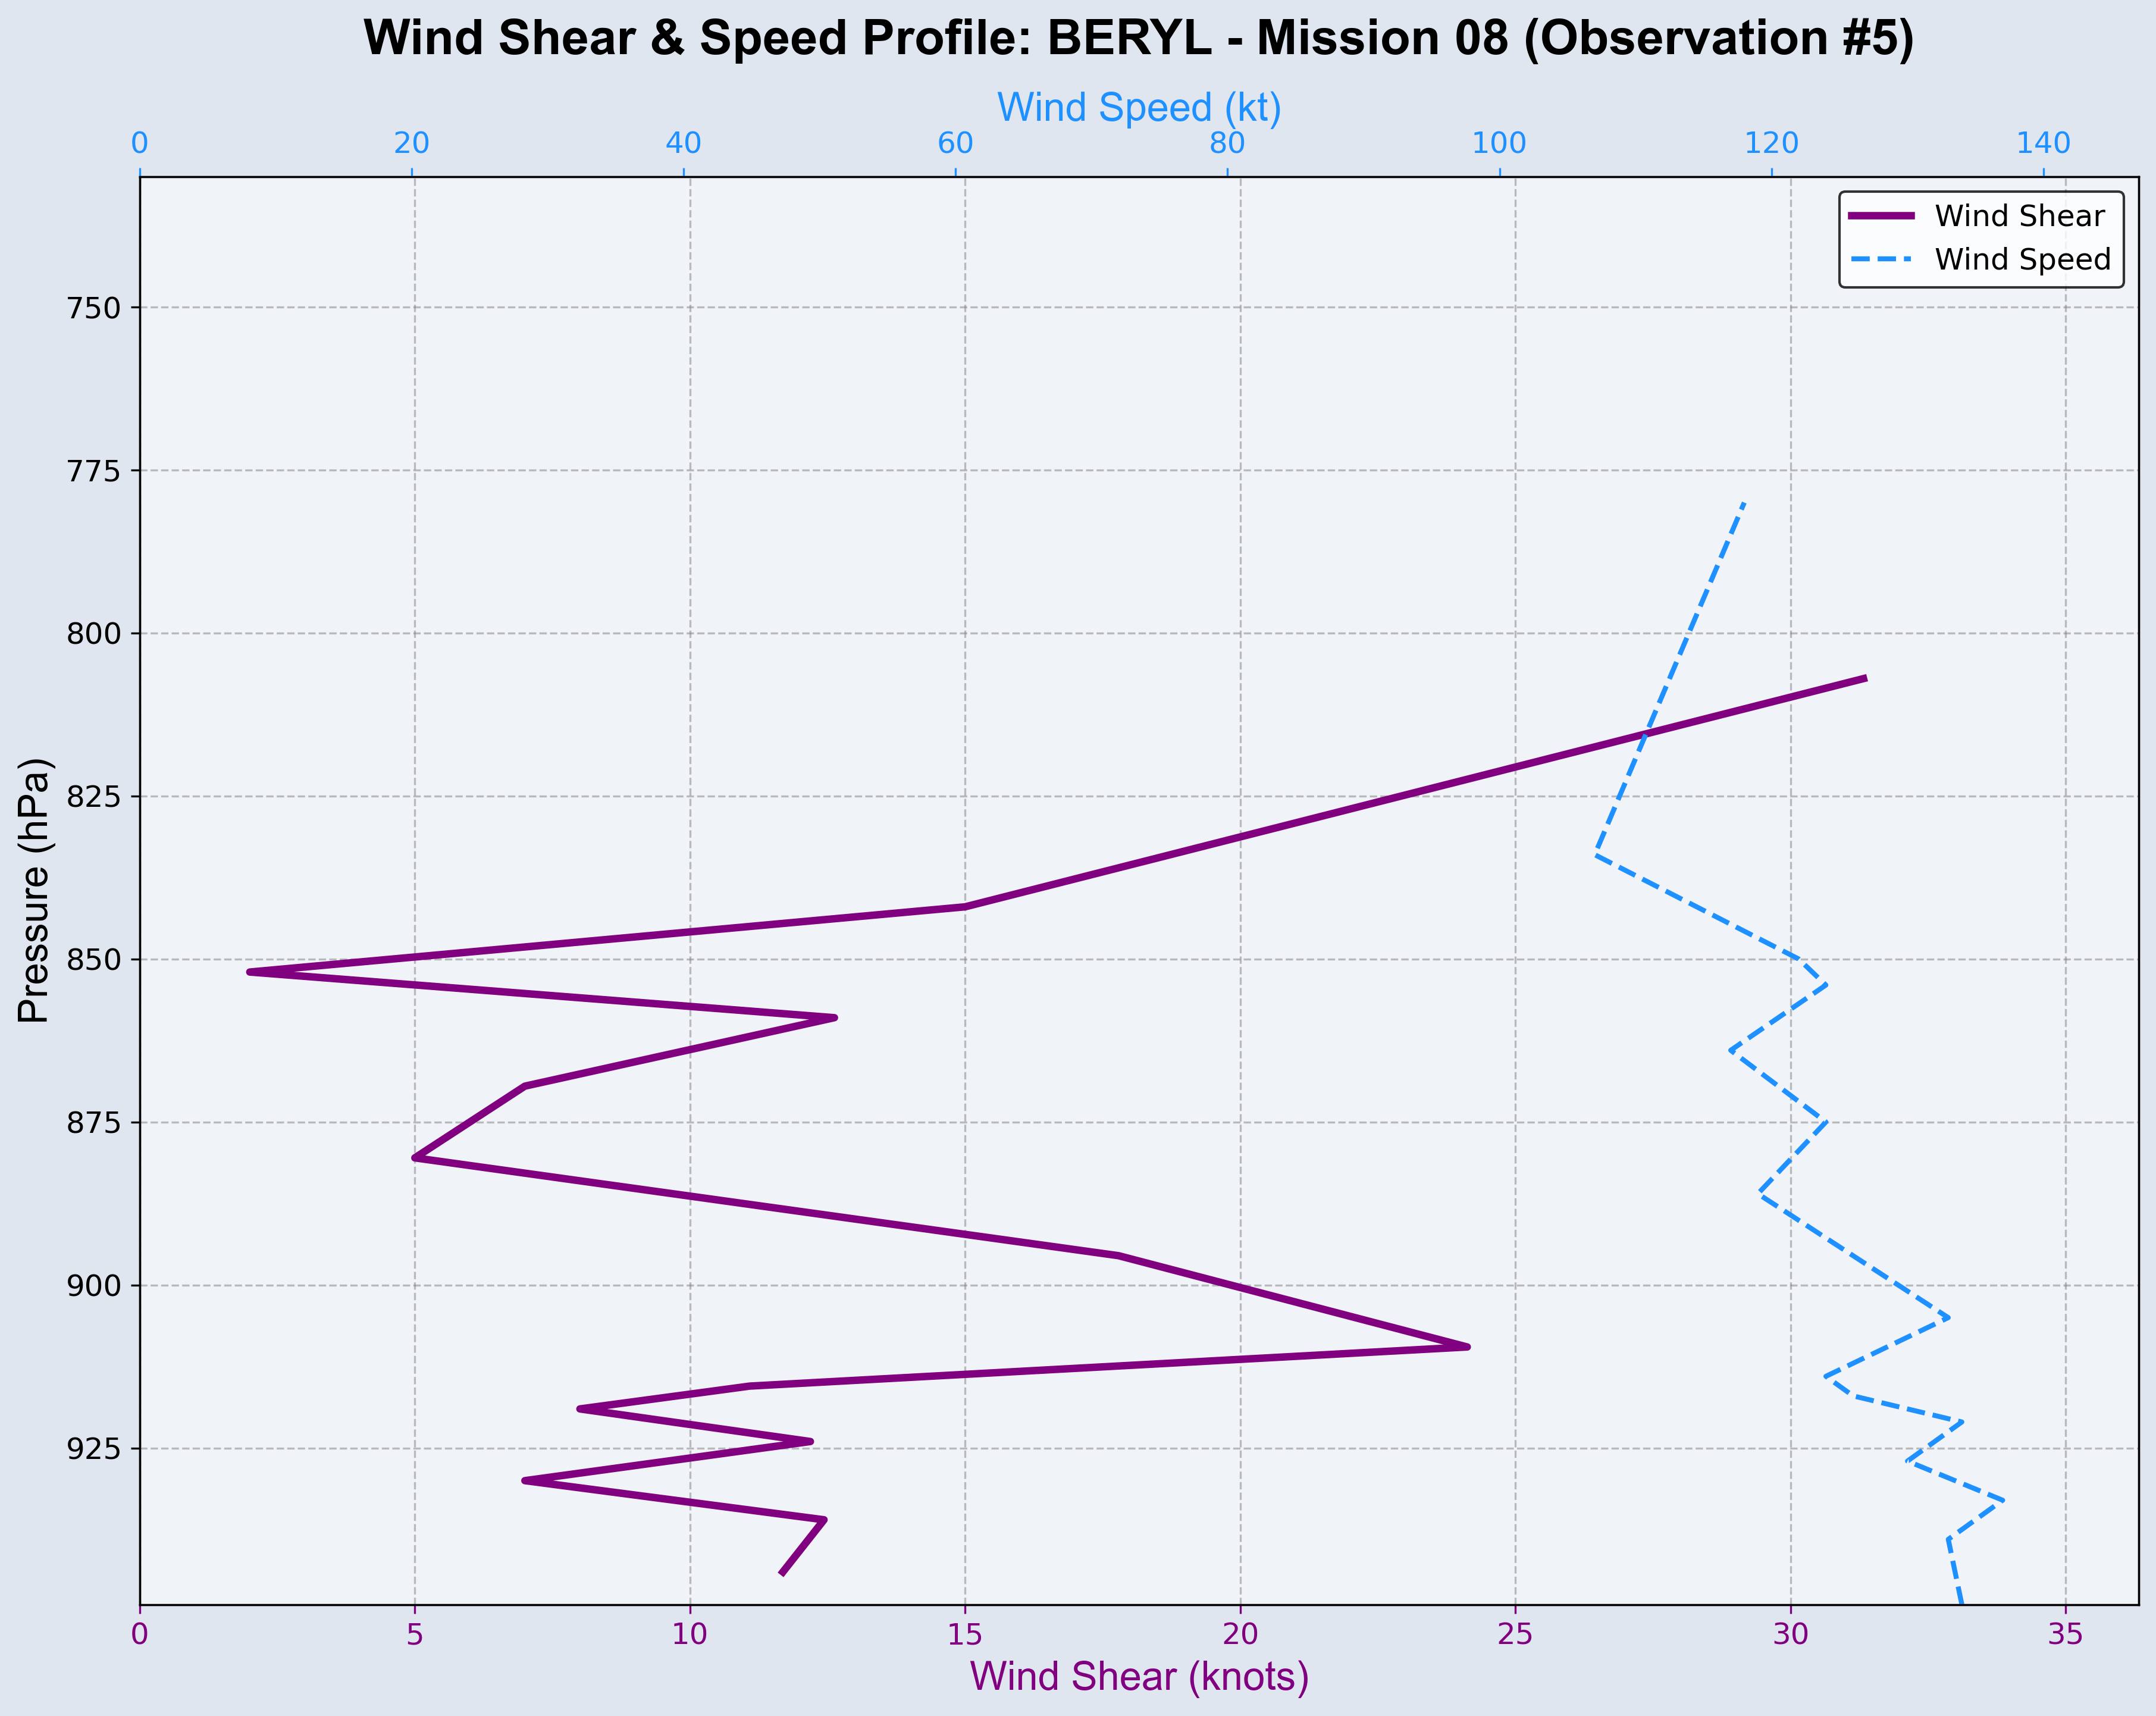 Wind Shear & Speed Profile: BERYL - Mission 08 (Observation #5)
Wind Speed (kt)
0 20 40 60 80 100 120 140
Wind Shear
Wind Speed
750
775
800
825
850
875
900
925
Pressure (hPa)
0 5 10 15 20 25 30 35
Wind Shear (knots)